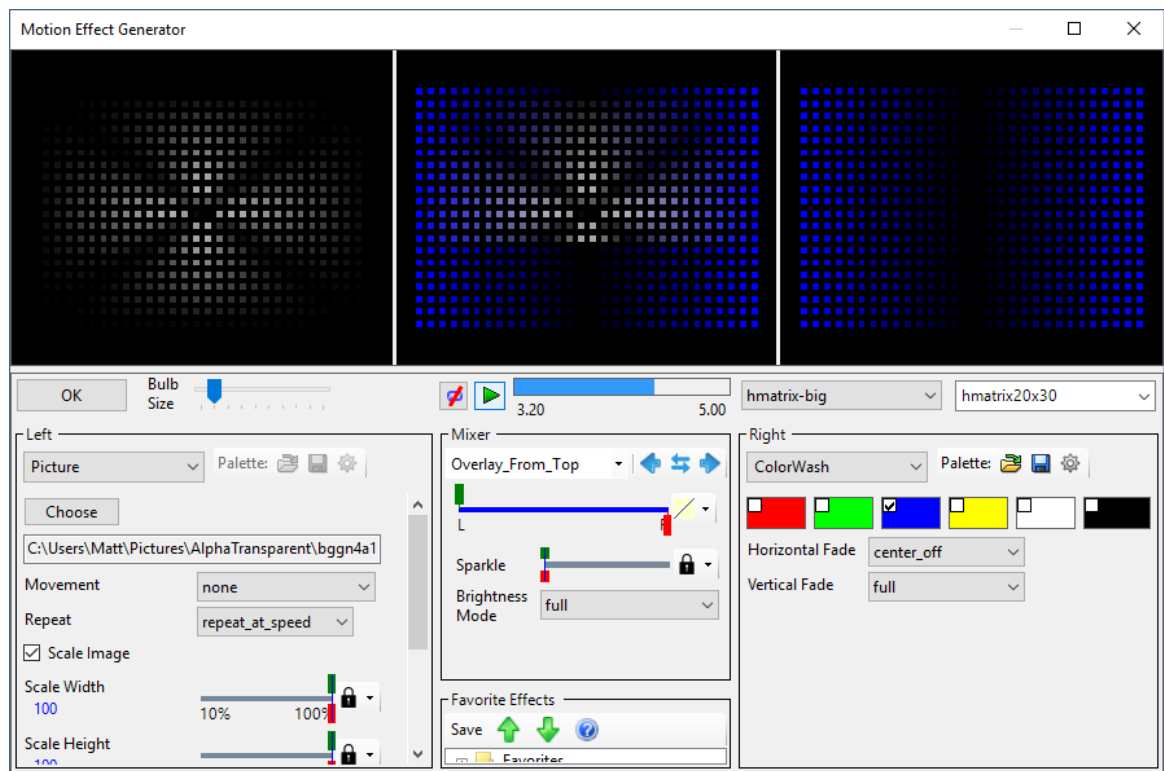 Motion Effect Generator
OK
Bulb
Size
3.20
5.00
hmatrix-big
hmatrix20x30
Left
Picture
Palette:
Choose
C:\Users\Matt\Pictures\AlphaTransparent\bggn4a1
Movement
none
Repeat
repeat_at_speed
Scale Image
Scale Width
100
10%
100%
Scale Height
100
Mixer
Overlay_From_Top
L
Sparkle
Brightness
Mode
full
Favorite Effects
Save
Favorites
Right
ColorWash
Palette:
Horizontal Fade
center_off
Vertical Fade
full